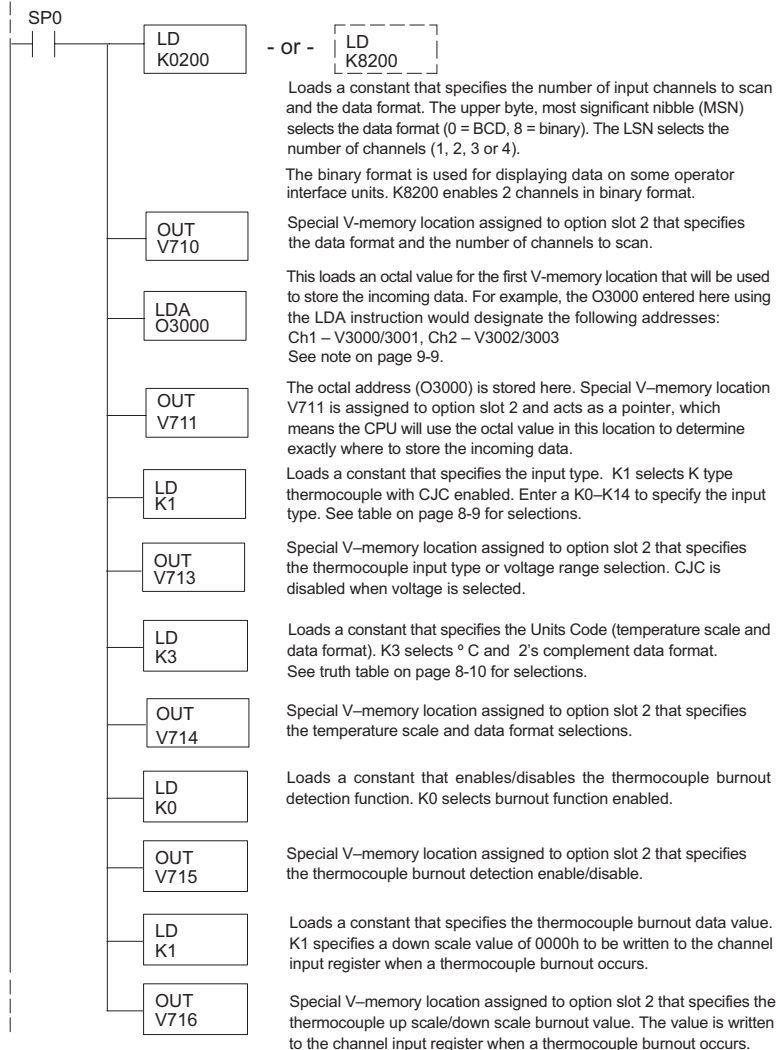 SP0
LD
K0200
- or -
LD
K8200
Loads a constant that specifies the number of input channels to scan
and the data format. The upper byte, most significant nibble (MSN)
selects the data format (0 = BCD, 8 = binary). The LSN selects the
number of channels (1, 2, 3 or 4).
The binary format is used for displaying data on some operator
interface units. K8200 enables 2 channels in binary format.
OUT
V710
Special V-memory location assigned to option slot 2 that specifies
the data format and the number of channels to scan.
LDA
O3000
This loads an octal value for the first V-memory location that will be used
to store the incoming data. For example, the O3000 entered here using
the LDA instruction would designate the following addresses:
Ch1 – V3000/3001, Ch2 – V3002/3003
See note on page 9-9.
OUT
V711
The octal address (O3000) is stored here. Special V–memory location
V711 is assigned to option slot 2 and acts as a pointer, which
means the CPU will use the octal value in this location to determine
exactly where to store the incoming data.
LD
K1
Loads a constant that specifies the input type. K1 selects K type
thermocouple with CJC enabled. Enter a K0–K14 to specify the input
type. See table on page 8-9 for selections.
OUT
V713
Special V–memory location assigned to option slot 2 that specifies
the thermocouple input type or voltage range selection. CJC is
disabled when voltage is selected.
LD
K3
Loads a constant that specifies the Units Code (temperature scale and
data format). K3 selects º C and 2's complement data format.
See truth table on page 8-10 for selections.
OUT
V714
Special V–memory location assigned to option slot 2 that specifies
the temperature scale and data format selections.
LD
K0
Loads a constant that enables/disables the thermocouple burnout
detection function. K0 selects burnout function enabled.
OUT
V715
Special V–memory location assigned to option slot 2 that specifies
the thermocouple burnout detection enable/disable.
LD
K1
Loads a constant that specifies the thermocouple burnout data value.
K1 specifies a down scale value of 0000h to be written to the channel
input register when a thermocouple burnout occurs.
OUT
V716
Special V–memory location assigned to option slot 2 that specifies the
thermocouple up scale/down scale burnout value. The value is written
to the channel input register when a thermocouple burnout occurs.